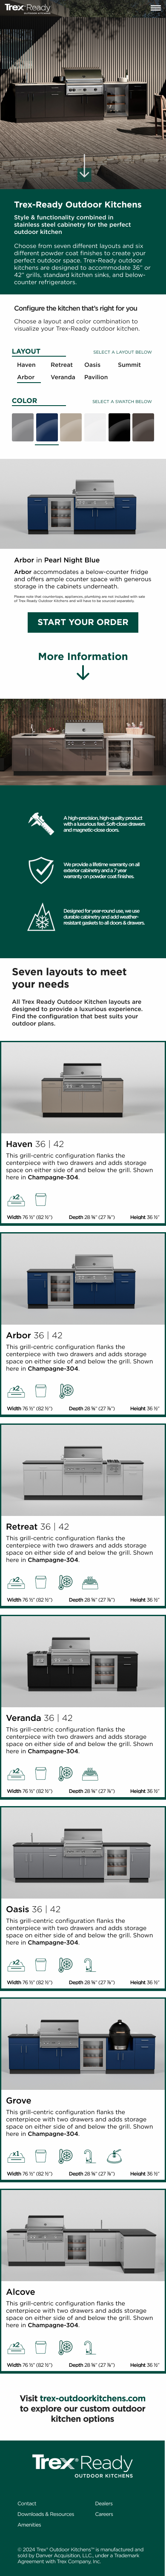 Trex® Ready
OUTDOOR KITCHENS
Trex-Ready Outdoor Kitchens
Style & functionality combined in
stainless steel cabinetry for the perfect
outdoor kitchen
Choose from seven different layouts and six
different powder coat finishes to create your
perfect outdoor space. Trex-Ready outdoor
kitchens are designed to accommodate 36" or
42" grills, standard kitchen sinks, and below-
counter refrigerators.
Configure the kitchen that's right for you
Choose a layout and color combination to
visualize your Trex-Ready outdoor kitchen.
LAYOUT SELECT A LAYOUT BELOW
Haven Retreat Oasis Summit
Arbor Veranda Pavilion
COLOR SELECT A SWATCH BELOW
Arbor in Pearl Night Blue
Arbor accommodates a below-counter fridge
and offers ample counter space with generous
storage in the cabinets underneath.
Please note that countertops, appliances, plumbing are not included with sale
of Trex Ready Outdoor Kitchens and will have to be sourced separately.
START YOUR ORDER
More Information
A high-precision, high-quality product
with a luxurious feel. Soft-close drawers
and magnetic-close doors.
We provide a lifetime warranty on all
exterior cabinetry and a 7 year
warranty on powder coat finishes.
Designed for year-round use, we use
durable cabinetry and add weather-
resistant gaskets to all doors & drawers.
Seven layouts to meet
your needs
All Trex Ready Outdoor Kitchen layouts are
designed to provide a luxurious experience.
Find the configuration that best suits your
outdoor plans.
Haven 36 | 42
This grill-centric configuration flanks the
centerpiece with two drawers and adds storage
space on either side of and below the grill. Shown
here in Champagne-304.
x2
Width 76 ½" (82 ½") Depth 28 ¾" (27 ⅞") Height 36 ½"
Arbor 36 | 42
This grill-centric configuration flanks the
centerpiece with two drawers and adds storage
space on either side of and below the grill. Shown
here in Champagne-304.
x2
Width 76 ½" (82 ½") Depth 28 ¾" (27 ⅞") Height 36 ½"
Retreat 36 | 42
This grill-centric configuration flanks the
centerpiece with two drawers and adds storage
space on either side of and below the grill. Shown
here in Champagne-304.
x2
Width 76 ½" (82 ½") Depth 28 ¾" (27 ⅞") Height 36 ½"
Veranda 36 | 42
This grill-centric configuration flanks the
centerpiece with two drawers and adds storage
space on either side of and below the grill. Shown
here in Champagne-304.
x2
Width 76 ½" (82 ½") Depth 28 ¾" (27 ⅞") Height 36 ½"
Oasis 36 | 42
This grill-centric configuration flanks the
centerpiece with two drawers and adds storage
space on either side of and below the grill. Shown
here in Champagne-304.
x2
Width 76 ½" (82 ½") Depth 28 ¾" (27 ⅞") Height 36 ½"
Grove
This grill-centric configuration flanks the
centerpiece with two drawers and adds storage
space on either side of and below the grill. Shown
here in Champagne-304.
x1
Width 76 ½" (82 ½") Depth 28 ¾" (27 ⅞") Height 36 ½"
Alcove
This grill-centric configuration flanks the
centerpiece with two drawers and adds storage
space on either side of and below the grill. Shown
here in Champagne-304.
x2
Width 76 ½" (82 ½") Depth 28 ¾" (27 ⅞") Height 36 ½"
Visit trex-outdoorkitchens.com
to explore our custom outdoor
kitchen options
Trex® Ready
OUTDOOR KITCHENS
Contact Dealers
Downloads & Resources Careers
Amenities
© 2024 Trex® Outdoor Kitchens™ is manufactured and
sold by Danver Acquisition, LLC., under a Trademark
Agreement with Trex Company, Inc.